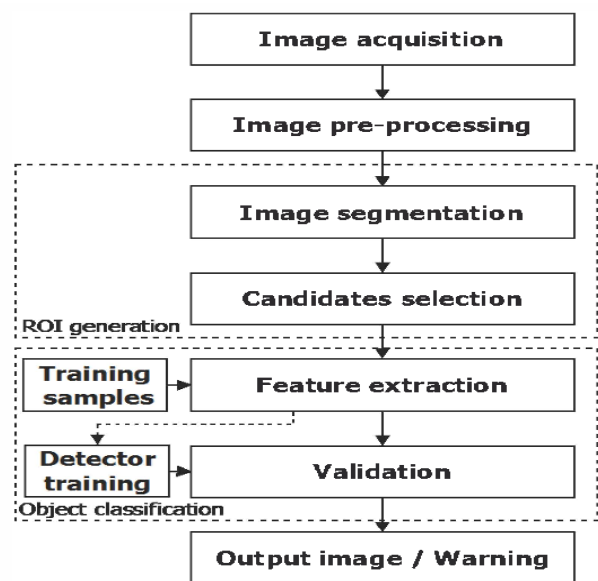 Image acquisition
Image pre-processing
Image segmentation
Candidates selection
ROI generation
Training
samples
Feature extraction
Detector
training
Validation
Object classification
Output image / Warning